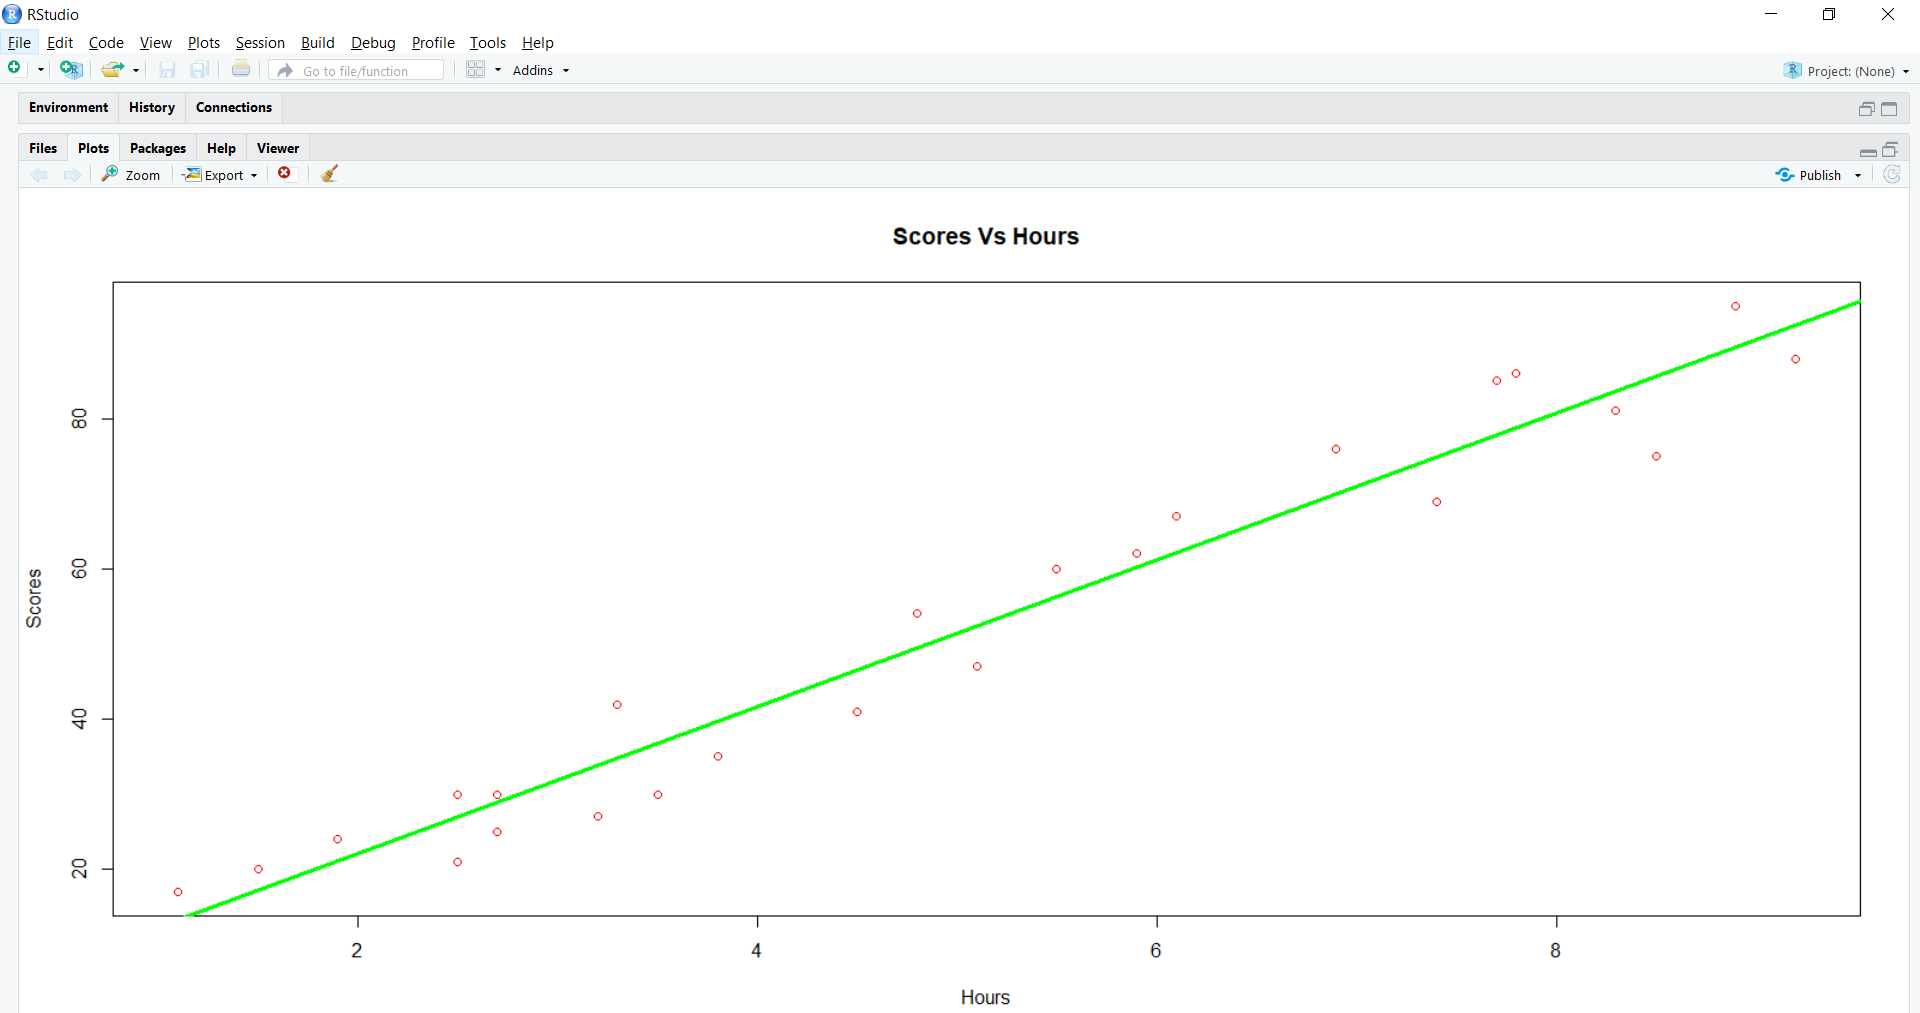 RStudio
File Edit Code View Plots Session Build Debug Profile Tools Help
Go to file/function Addins Project: (None)
Environment History Connections
Files Plots Packages Help Viewer
Zoom Export Publish
Scores Vs Hours
80
60
40
20
Scores
2 4 6 8
Hours